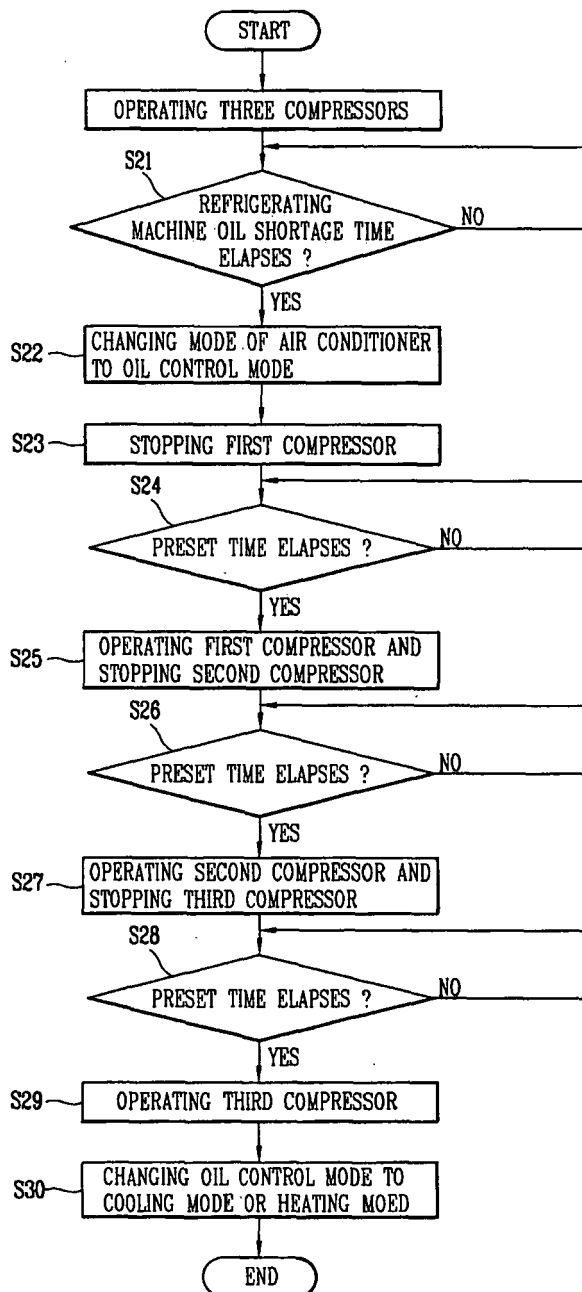 START
OPERATING THREE COMPRESSORS
S21
REFRIGERATING
MACHINE OIL SHORTAGE TIME
ELAPSES ?
NO
YES
S22
CHANGING MODE OF AIR CONDITIONER
TO OIL CONTROL MODE
S23
STOPPING FIRST COMPRESSOR
S24
PRESET TIME ELAPSES ?
NO
YES
S25
OPERATING FIRST COMPRESSOR AND
STOPPING SECOND COMPRESSOR
S26
PRESET TIME ELAPSES ?
NO
YES
S27
OPERATING SECOND COMPRESSOR AND
STOPPING THIRD COMPRESSOR
S28
PRESET TIME ELAPSES ?
NO
YES
S29
OPERATING THIRD COMPRESSOR
S30
CHANGING OIL CONTROL MODE TO
COOLING MODE OR HEATING MOED
END